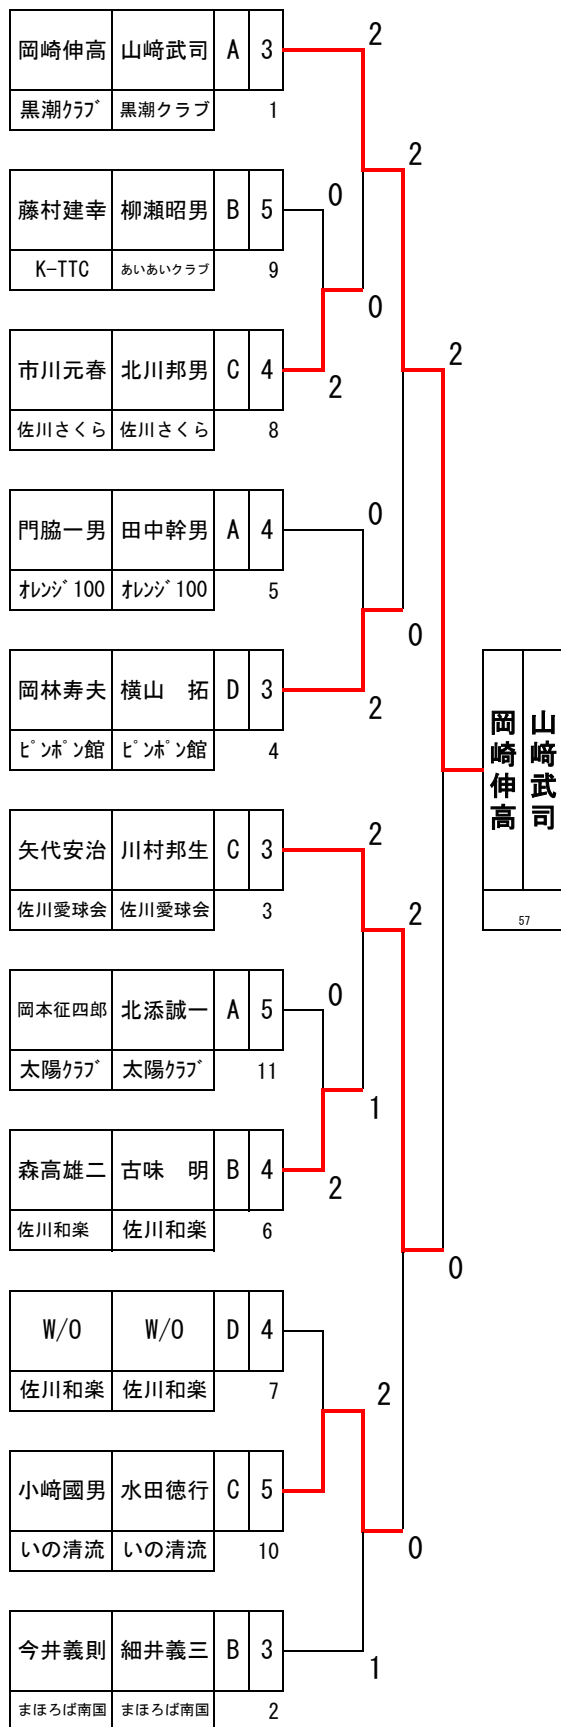 岡崎伸高 山﨑武司 A 3
黒潮ｸﾗﾌﾞ 黒潮クラブ 1
2
2
藤村建幸 柳瀬昭男 B 5
K-TTC あいあいクラブ 9
0
0
市川元春 北川邦男 C 4
佐川さくら 佐川さくら 8
2
2
門脇一男 田中幹男 A 4
ｵﾚﾝｼﾞ100 ｵﾚﾝｼﾞ100 5
0
0
岡林寿夫 横山　拓 D 3
ﾋﾟﾝﾎﾟﾝ館 ﾋﾟﾝﾎﾟﾝ館 4
2
岡崎伸高 山﨑武司
57
矢代安治 川村邦生 C 3
佐川愛球会 佐川愛球会 3
2
2
岡本征四郎 北添誠一 A 5
太陽ｸﾗﾌﾞ 太陽ｸﾗﾌﾞ 11
0
1
森高雄二 古味　明 B 4
佐川和楽 佐川和楽 6
2
0
W/O W/O D 4
佐川和楽 佐川和楽 7
2
小﨑國男 水田徳行 C 5
いの清流 いの清流 10
0
今井義則 細井義三 B 3
まほろば南国 まほろば南国 2
1